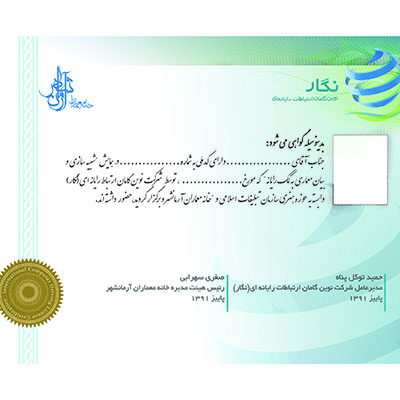 نگار
نوین گامان ارتباطات رایانه‌ای
بدینوسیله گواهی می شود:
جناب آقای ................ دارای کد ملی به شماره ............... در همایش "شبیه سازی و
بیان معماری به کمک رایانه" که مورخ ............... ، توسط شرکت نوین گامان ارتباط رایانه ای (نگار)
وابسته به حوزه هنری سازمان تبلیغات اسلامی و "خانه معماران آرمانشهر" برگزار گردید، حضور داشته اند.
حمید توکل پناه
مدیرعامل شرکت نوین گامان ارتباطات رایانه ای(نگار)
پاییز ۱۳۹۱
صغری سهرابی
رئیس هیئت مدیره خانه معماران آرمانشهر
پاییز ۱۳۹۱